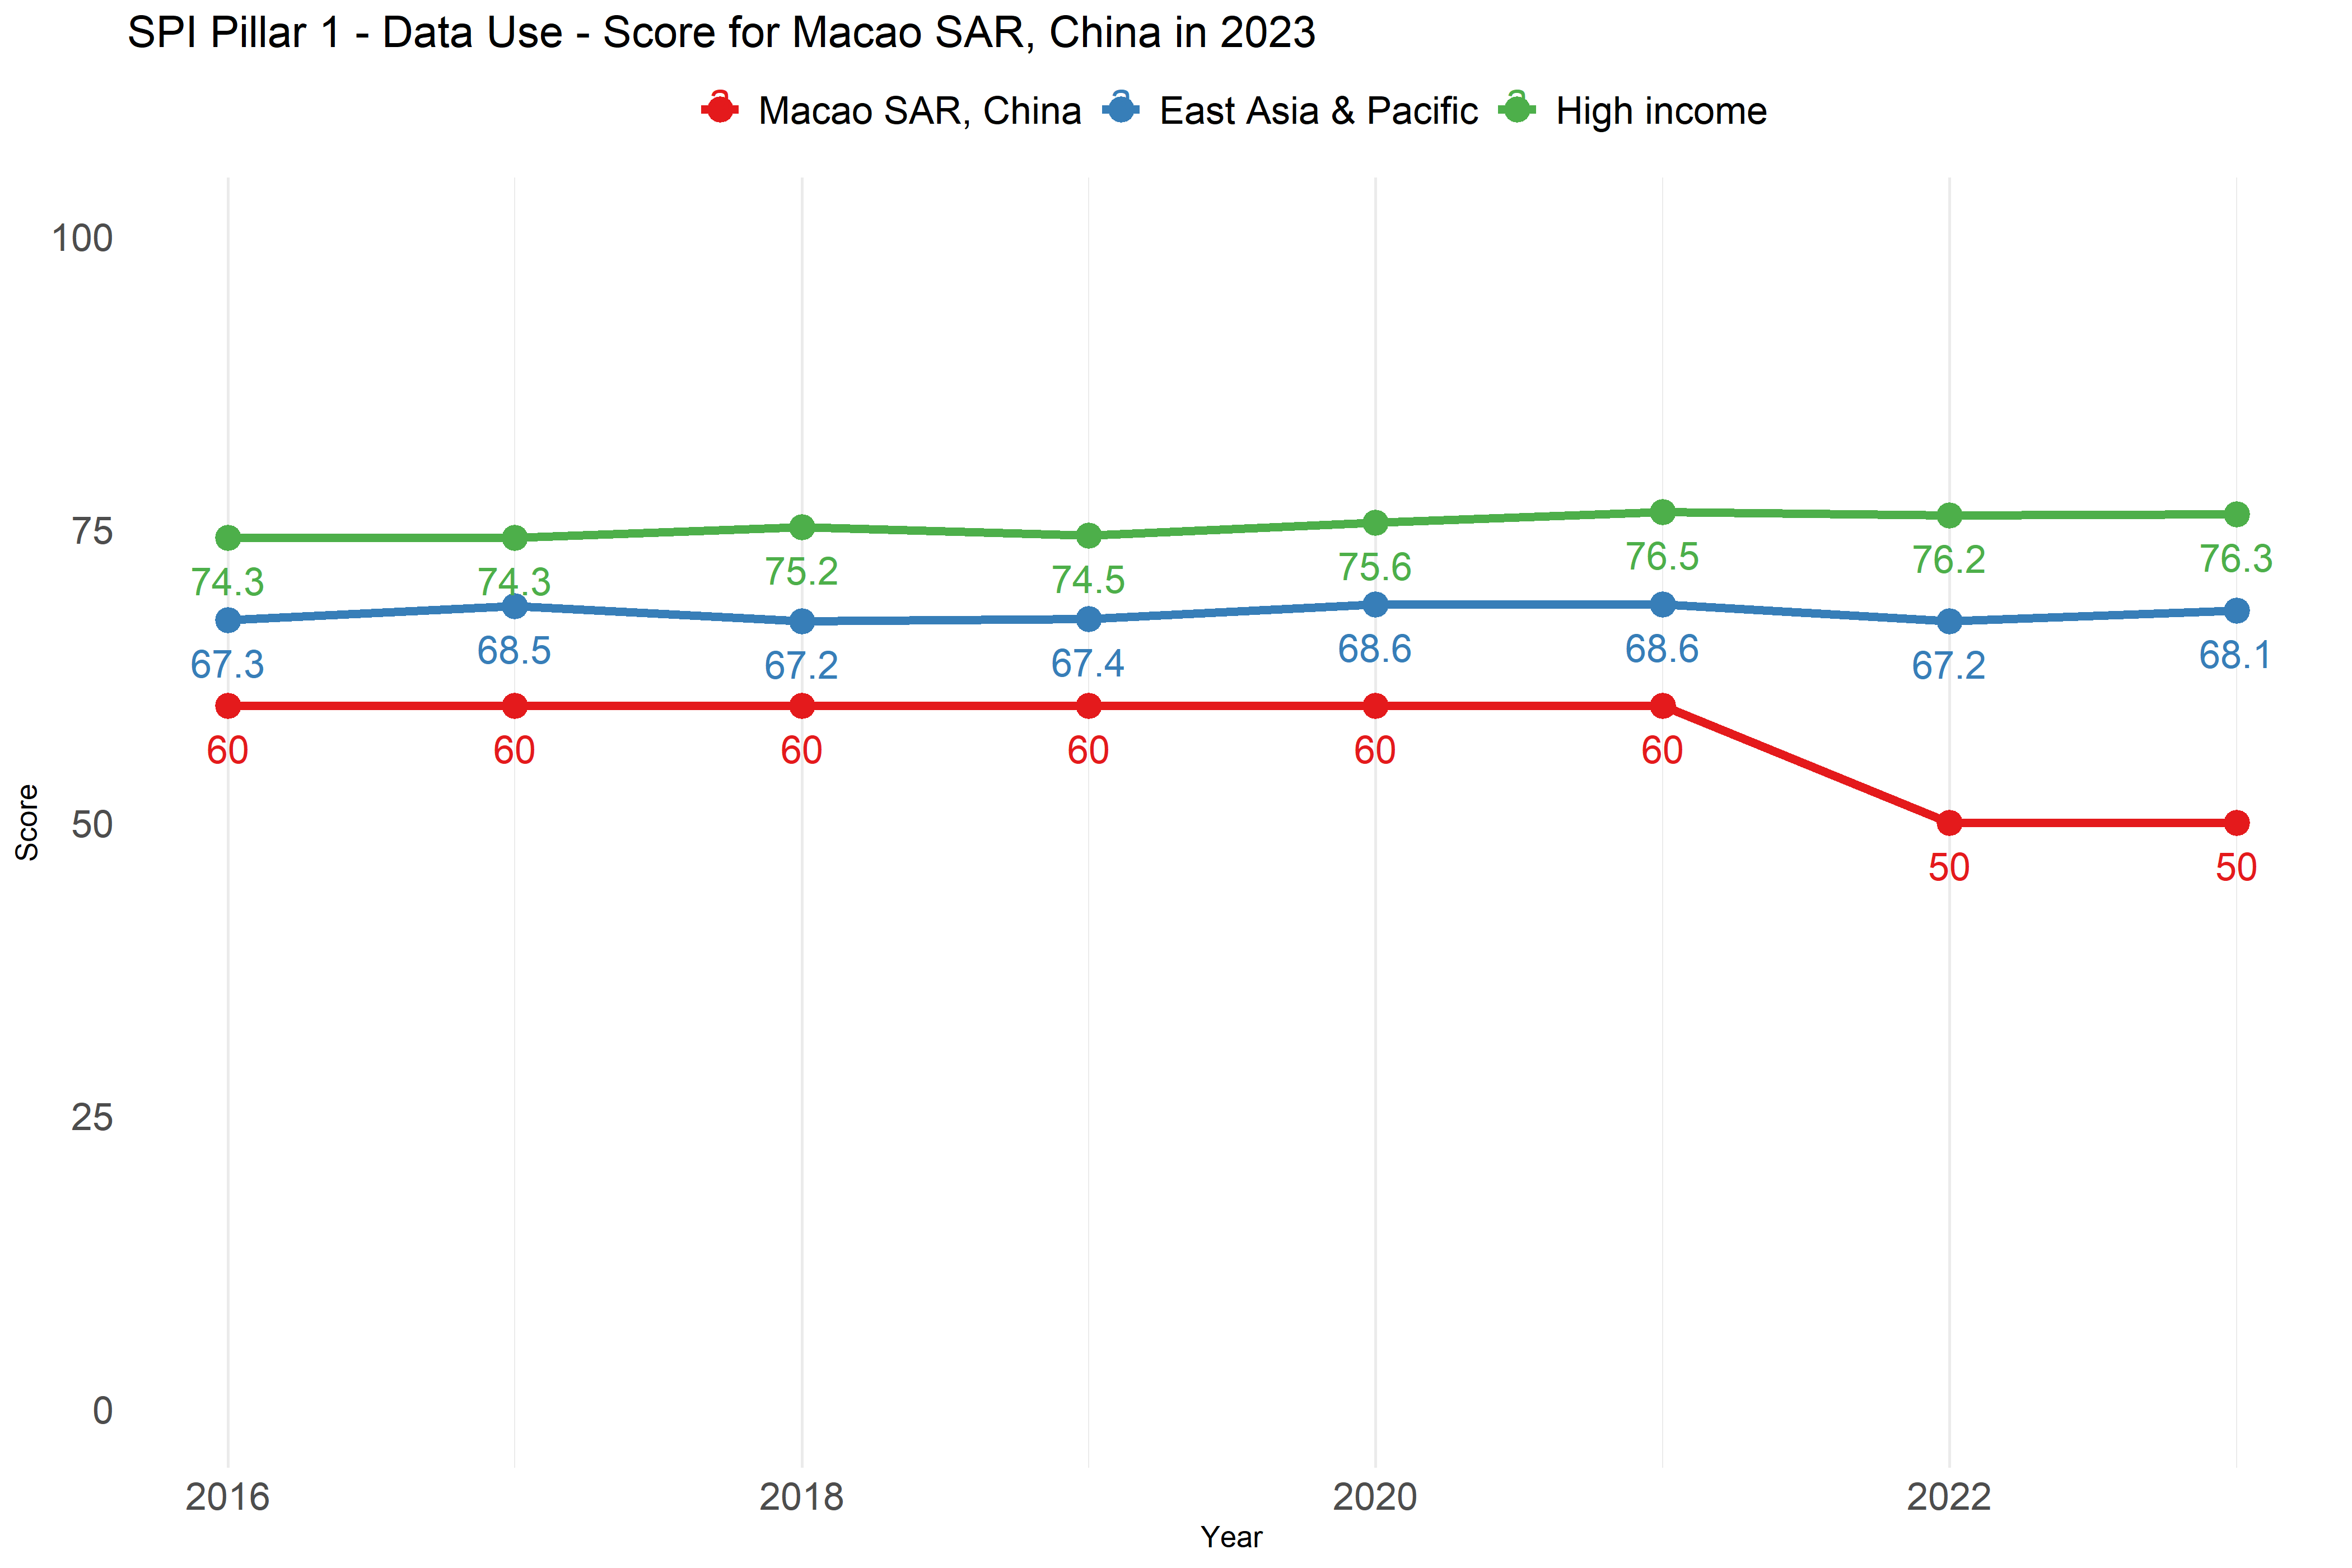 SPI Pillar 1 - Data Use - Score for Macao SAR, China in 2023
Macao SAR, China East Asia & Pacific High income
100
75
50
25
0
Score
74.3 74.3 75.2 74.5 75.6 76.5 76.2 76.3
67.3 68.5 67.2 67.4 68.6 68.6 67.2 68.1
60 60 60 60 60 60 50 50
2016 2018 2020 2022
Year